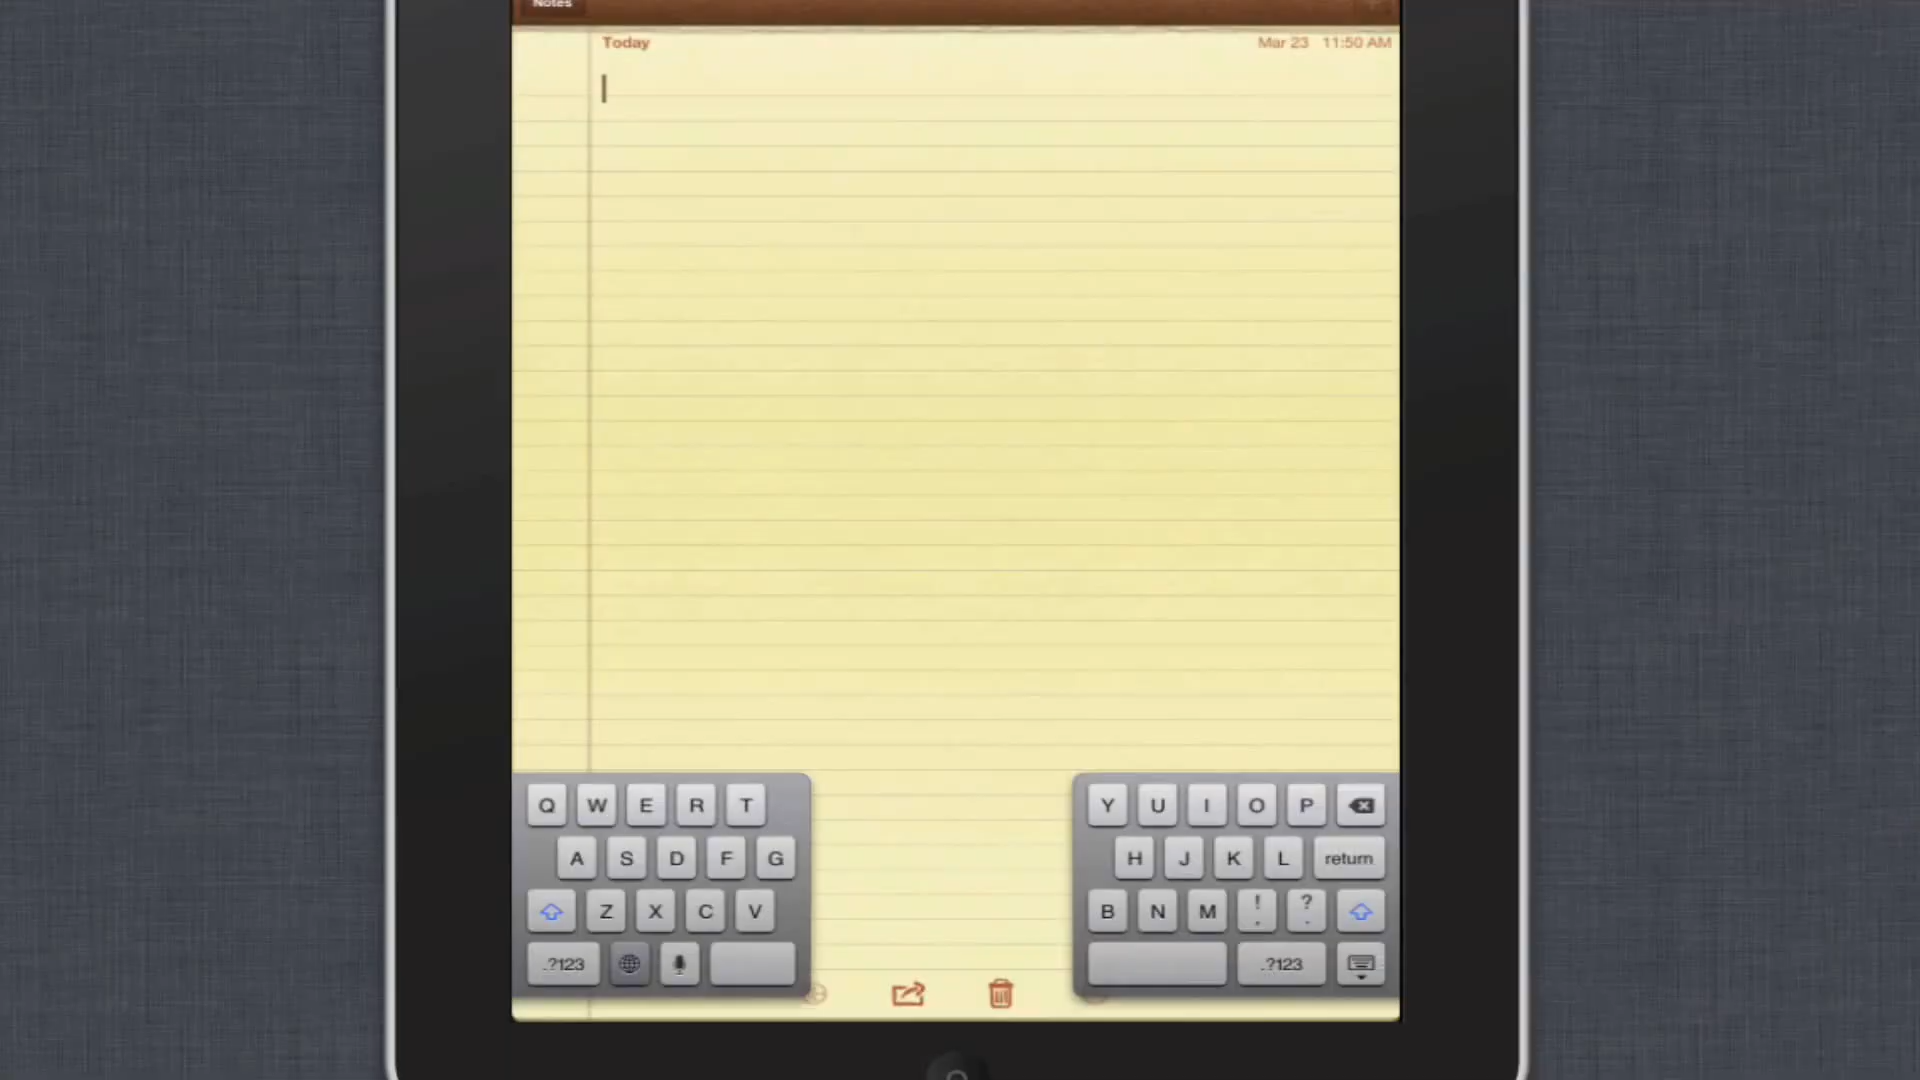 Notes
Today Mar 23 11:50 AM
Q W E R T Y U I O P
A S D F G H J K L return
Z X C V B N M ! , ? .
.?123 .?123